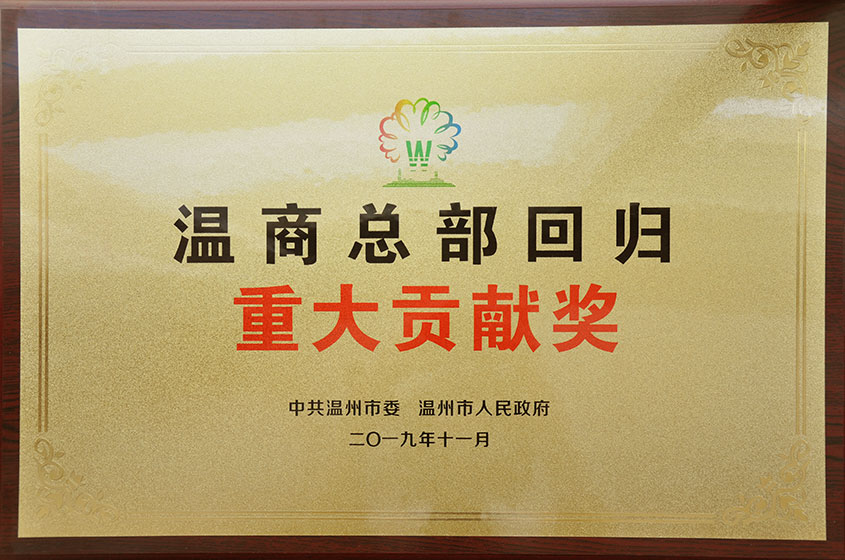 W
温商总部回归
重大贡献奖
中共温州市委 温州市人民政府
二〇一九年十一月